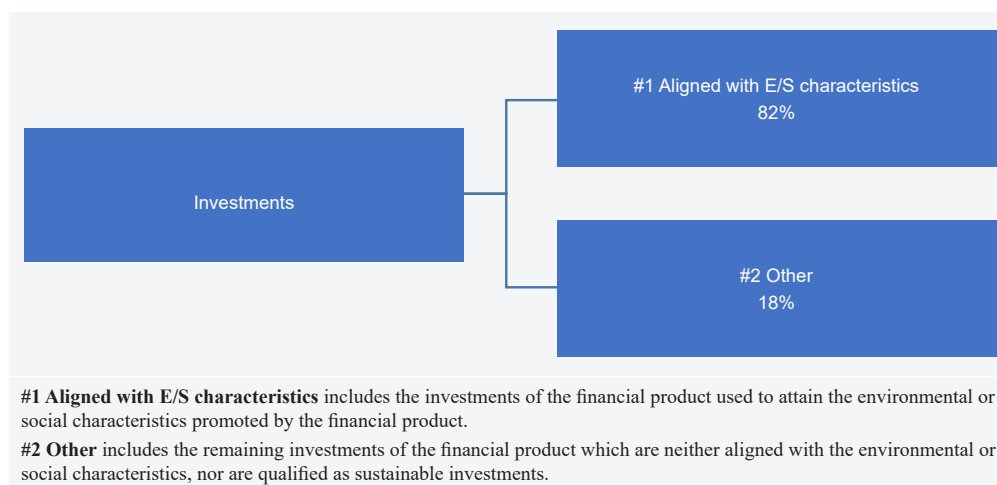 #1 Aligned with E/S characteristics
82%
Investments
#2 Other
18%
#1 Aligned with E/S characteristics includes the investments of the financial product used to attain the environmental or
social characteristics promoted by the financial product.
#2 Other includes the remaining investments of the financial product which are neither aligned with the environmental or
social characteristics, nor are qualified as sustainable investments.